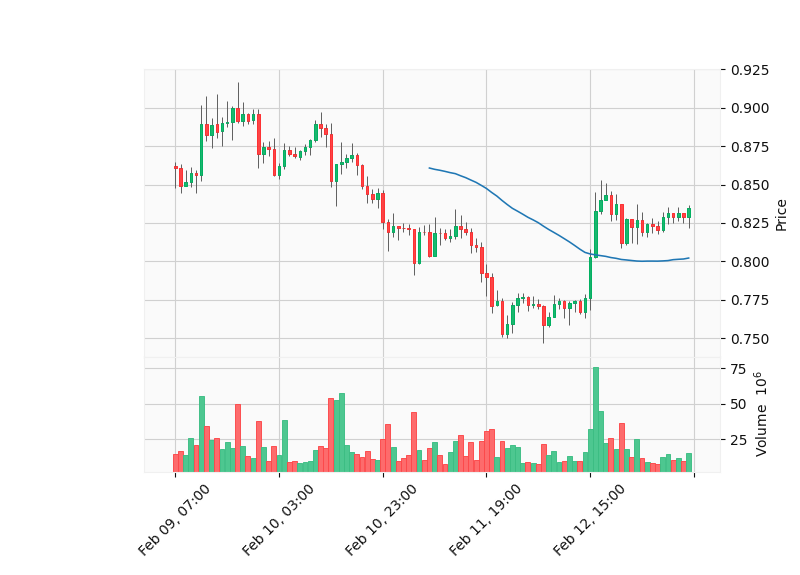 0.925
0.900
0.875
0.850
0.825
0.800
0.775
0.750
Price
75
50
25
Volume 10⁶
Feb 09, 07:00
Feb 10, 03:00
Feb 10, 23:00
Feb 11, 19:00
Feb 12, 15:00